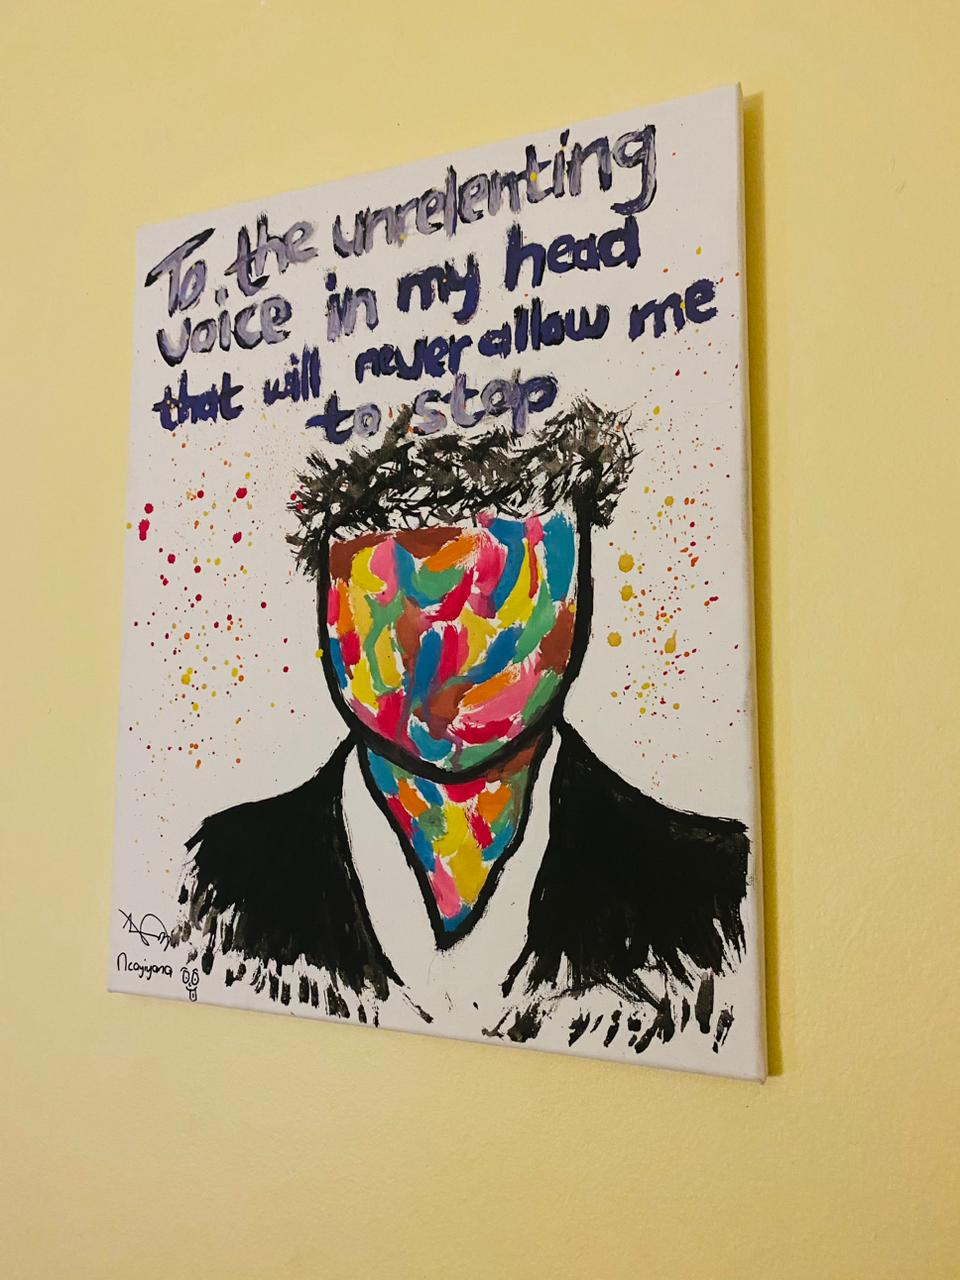 To the unrelenting
voice in my head
that will never allow me
to stop
Ncayiyana